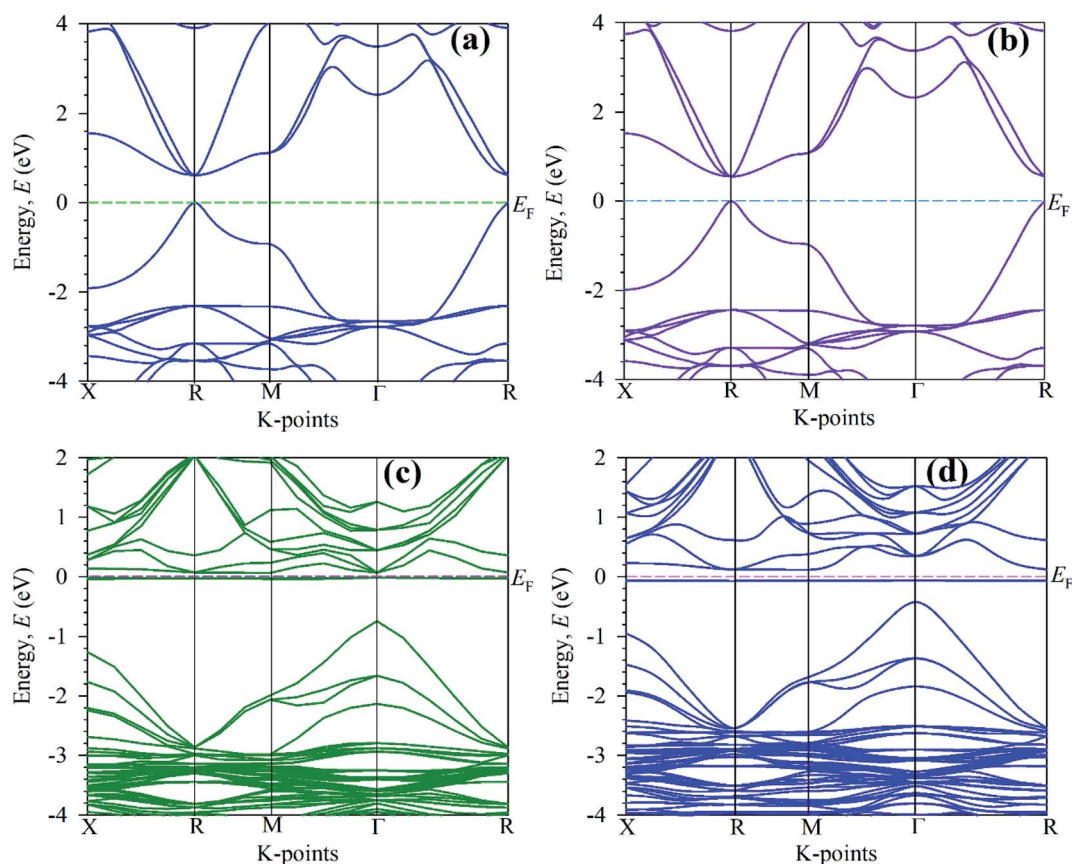 (a)
4
2
0
-2
-4
Energy, E (eV)
E_F
X R M Γ R
K-points
(b)
4
2
0
-2
-4
Energy, E (eV)
E_F
X R M Γ R
K-points
(c)
2
1
0
-1
-2
-3
-4
Energy, E (eV)
E_F
X R M Γ R
K-points
(d)
2
1
0
-1
-2
-3
-4
Energy, E (eV)
E_F
X R M Γ R
K-points